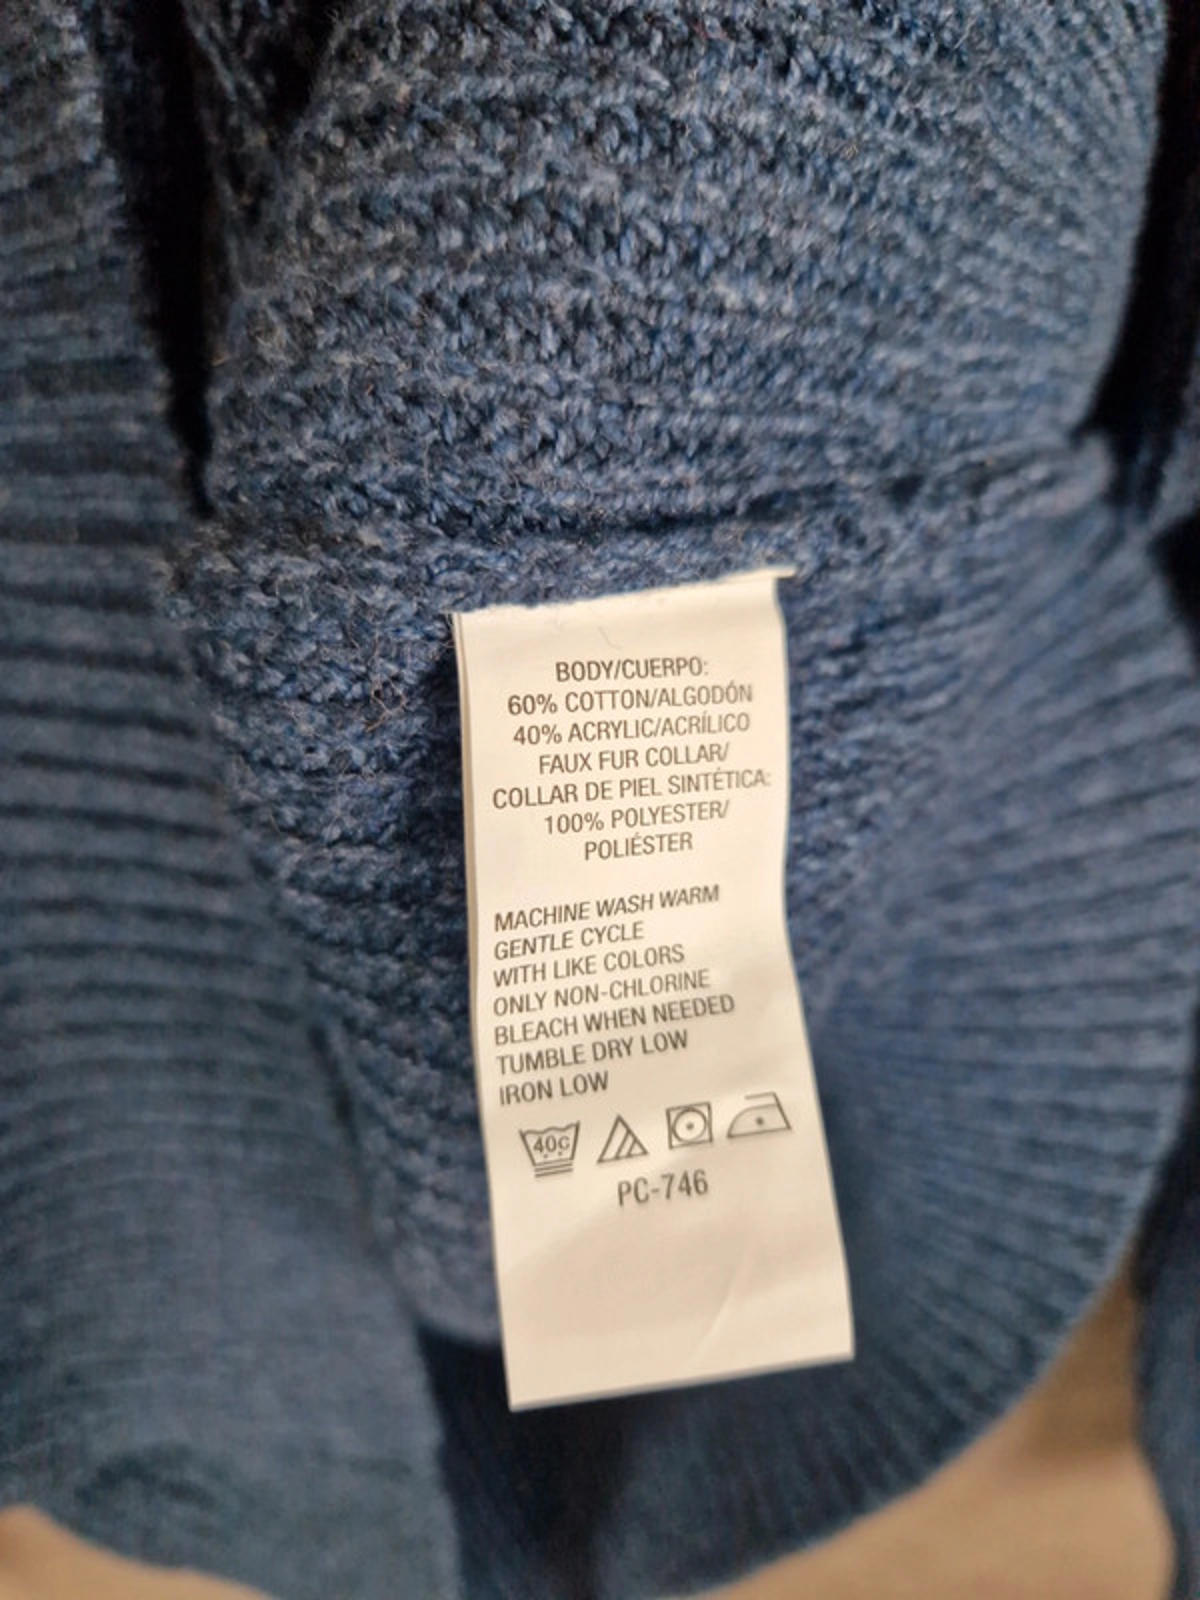 BODY/CUERPO:
60% COTTON/ALGODÓN
40% ACRYLIC/ACRÍLICO
FAUX FUR COLLAR/
COLLAR DE PIEL SINTÉTICA:
100% POLYESTER/
POLIÉSTER
MACHINE WASH WARM
GENTLE CYCLE
WITH LIKE COLORS
ONLY NON-CHLORINE
BLEACH WHEN NEEDED
TUMBLE DRY LOW
IRON LOW
40C
PC-746